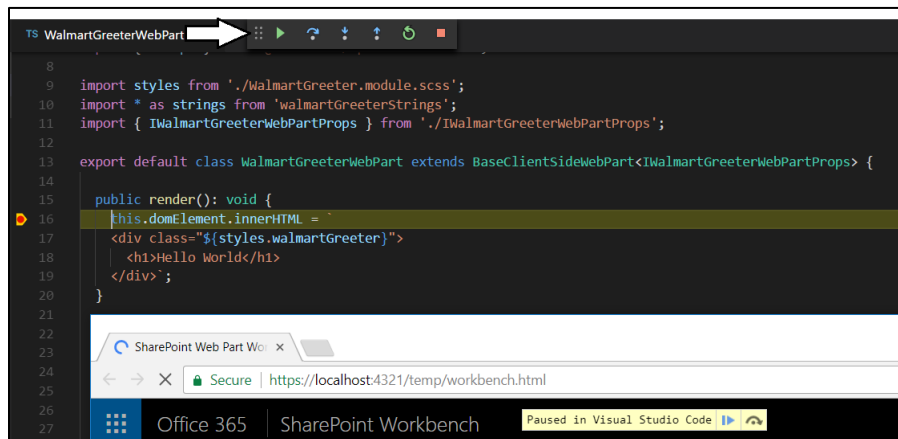 TS WalmartGreeterWebPart
8
9 import styles from './WalmartGreeter.module.scss';
10 import * as strings from 'walmartGreeterStrings';
11 import { IWalmartGreeterWebPartProps } from './IWalmartGreeterWebPartProps';
12
13 export default class WalmartGreeterWebPart extends BaseClientSideWebPart<IWalmartGreeterWebPartProps> {
14
15 public render(): void {
16 this.domElement.innerHTML = `
17 <div class="${styles.walmartGreeter}">
18 <h1>Hello World</h1>
19 </div>`;
20 }
21
22
23 SharePoint Web Part Wor
24 Secure https://localhost:4321/temp/workbench.html
25
26 Office 365 SharePoint Workbench Paused in Visual Studio Code
27